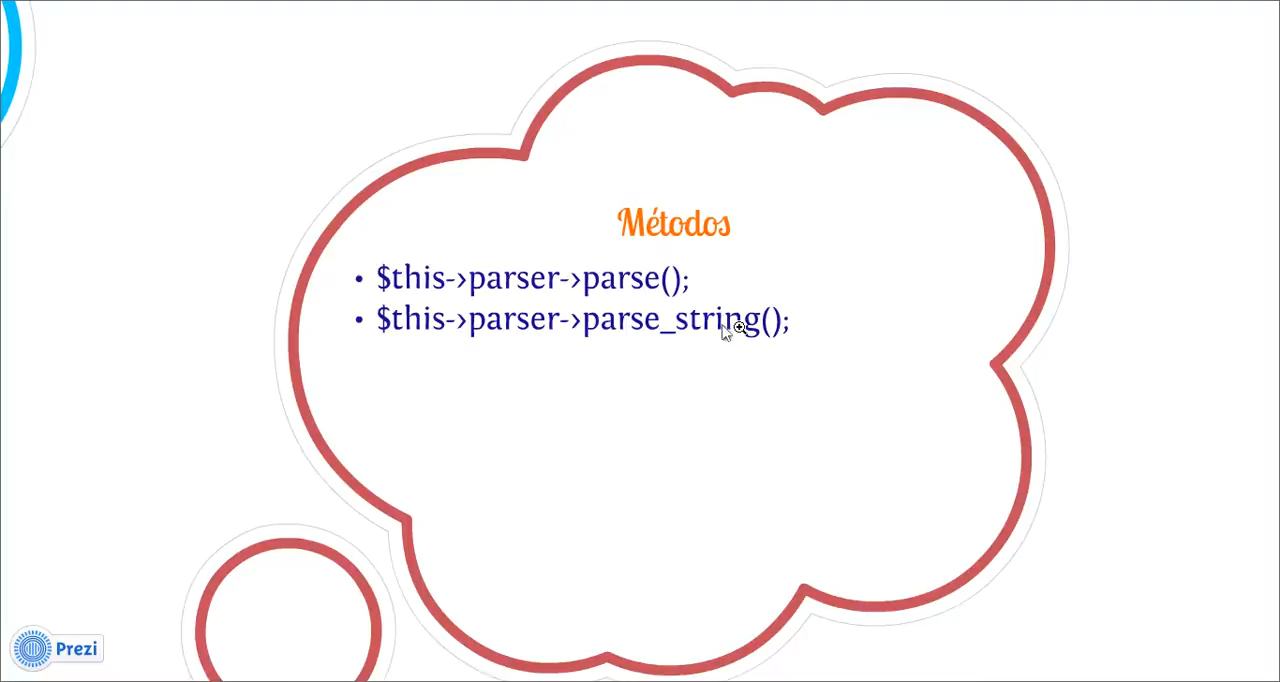 Métodos
• $this->parser->parse();
• $this->parser->parse_string();
Prezi